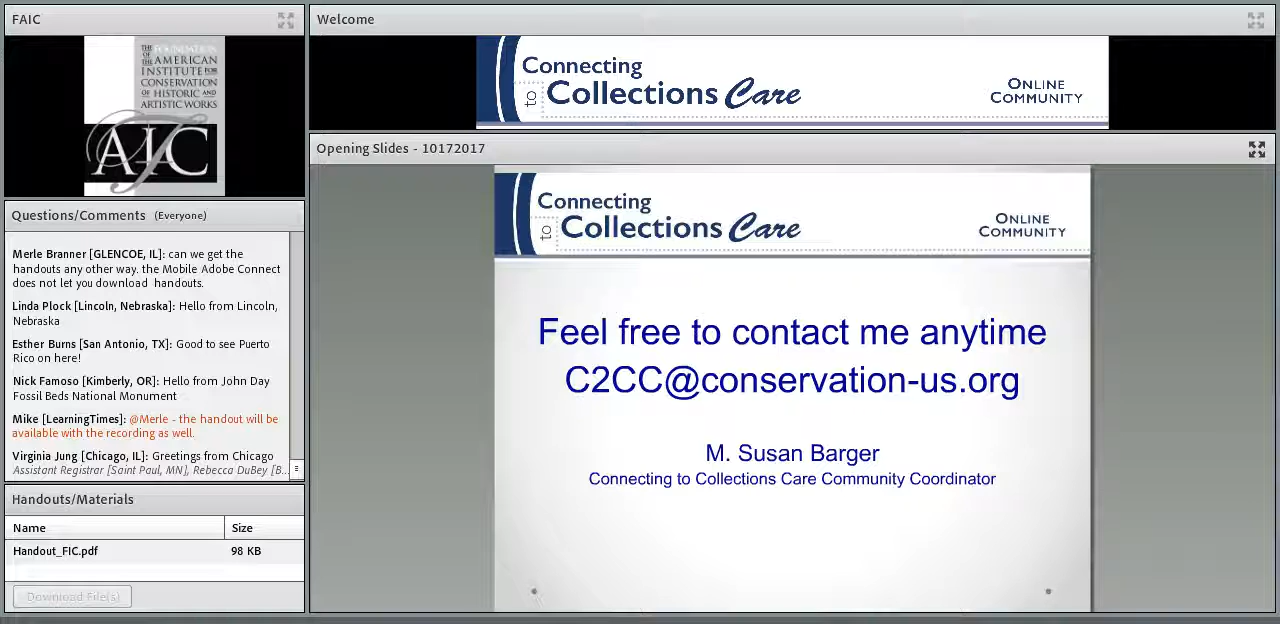 FAIC
THE FOUNDATION
OF THE AMERICAN
INSTITUTE FOR
CONSERVATION
OF HISTORIC AND
ARTISTIC WORKS
AIC
Questions/Comments (Everyone)
Merle Branner [GLENCOE, IL]: can we get the
handouts any other way. the Mobile Adobe Connect
does not let you download handouts.
Linda Plock [Lincoln, Nebraska]: Hello from Lincoln,
Nebraska
Esther Burns [San Antonio, TX]: Good to see Puerto
Rico on here!
Nick Famoso [Kimberly, OR]: Hello from John Day
Fossil Beds National Monument
Mike [LearningTimes]: @Merle - the handout will be
available with the recording as well.
Virginia Jung [Chicago, IL]: Greetings from Chicago
Assistant Registrar [Saint Paul, MN], Rebecca DuBey [B...
Handouts/Materials
Name Size
Handout_FIC.pdf 98 KB
Download File(s)
Welcome
Connecting
to Collections Care
ONLINE
COMMUNITY
Opening Slides - 10172017
Connecting
to Collections Care
ONLINE
COMMUNITY
Feel free to contact me anytime
C2CC@conservation-us.org
M. Susan Barger
Connecting to Collections Care Community Coordinator